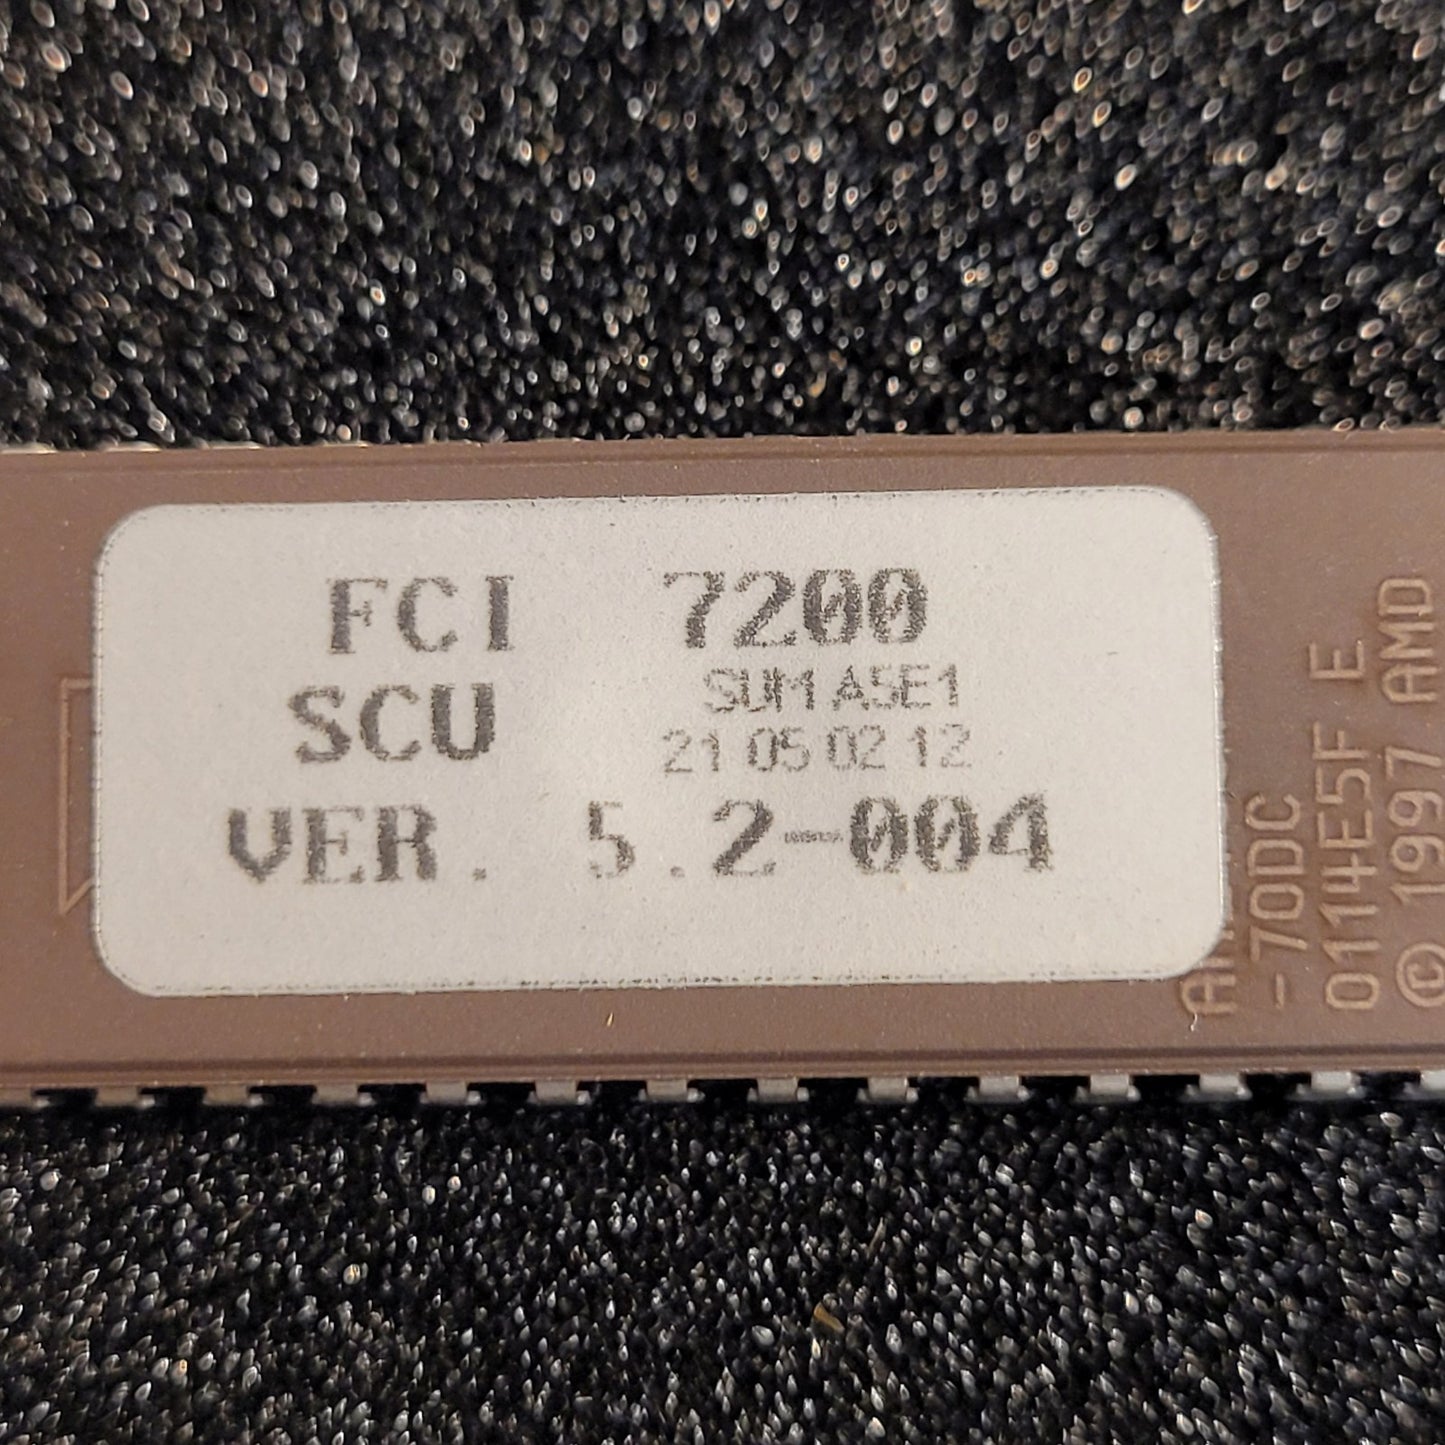 FCI 7200
SCU SUM A5E1
21 05 02 12
VER. 5.2-004
-70DC
0114E5F E
© 1997 AMD